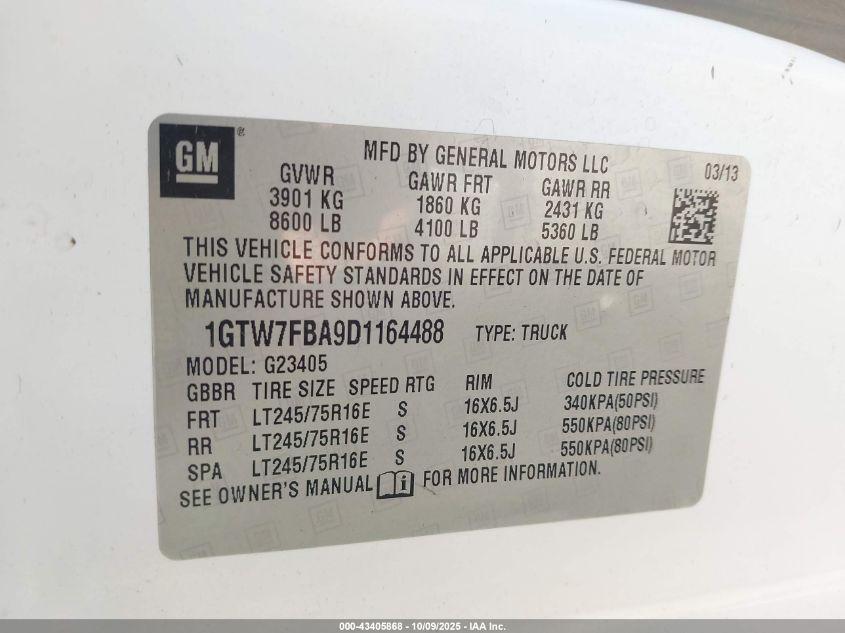 GM ®
MFD BY GENERAL MOTORS LLC 03/13
GVWR GAWR FRT GAWR RR
3901 KG 1860 KG 2431 KG
8600 LB 4100 LB 5360 LB
THIS VEHICLE CONFORMS TO ALL APPLICABLE U.S. FEDERAL MOTOR
VEHICLE SAFETY STANDARDS IN EFFECT ON THE DATE OF
MANUFACTURE SHOWN ABOVE.
1GTW7FBA9D1164488 TYPE: TRUCK
MODEL: G23405
GBBR TIRE SIZE SPEED RTG RIM COLD TIRE PRESSURE
FRT LT245/75R16E S 16X6.5J 340KPA(50PSI)
RR LT245/75R16E S 16X6.5J 550KPA(80PSI)
SPA LT245/75R16E S 16X6.5J 550KPA(80PSI)
SEE OWNER'S MANUAL i FOR MORE INFORMATION.
000-43405868 - 10/09/2025 - IAA Inc.